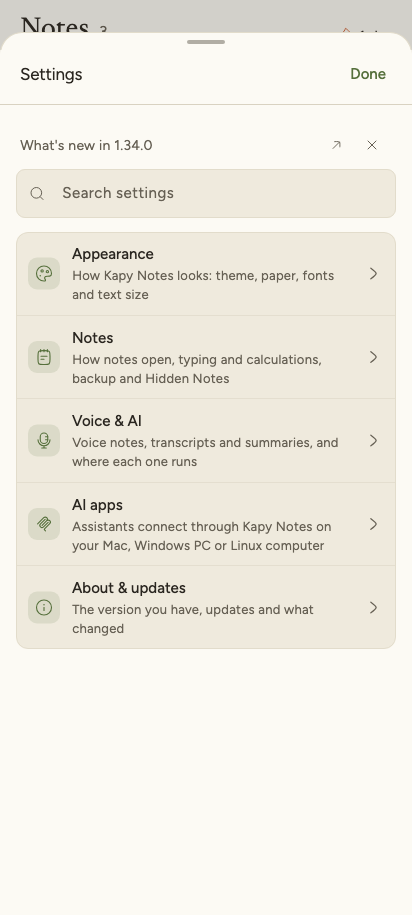 Notes 3
Settings
Done
What's new in 1.34.0
Search settings
Appearance
How Kapy Notes looks: theme, paper, fonts
and text size
Notes
How notes open, typing and calculations,
backup and Hidden Notes
Voice & AI
Voice notes, transcripts and summaries, and
where each one runs
AI apps
Assistants connect through Kapy Notes on
your Mac, Windows PC or Linux computer
About & updates
The version you have, updates and what
changed